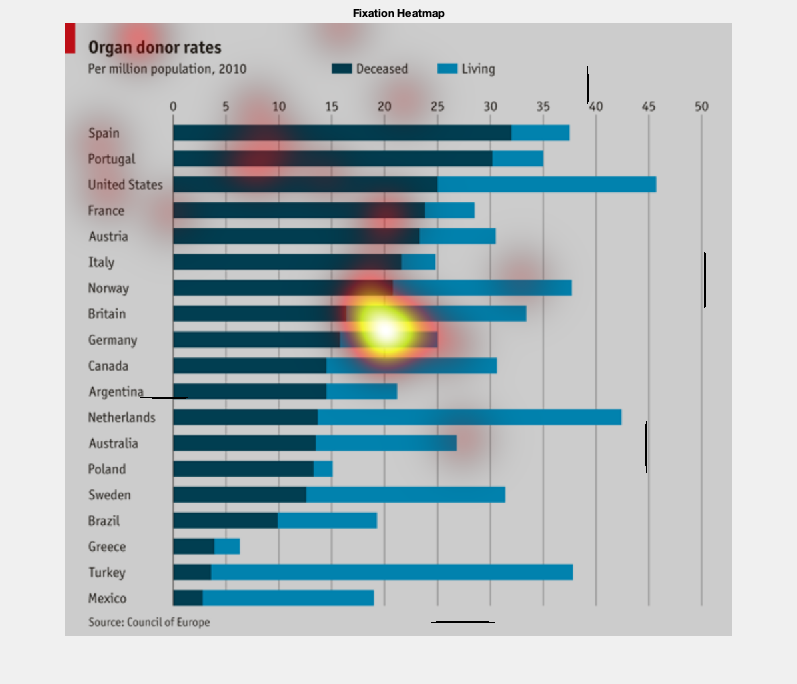 Fixation Heatmap
Organ donor rates
Per million population, 2010
Deceased Living
0 5 10 15 20 25 30 35 40 45 50
Spain
Portugal
United States
France
Austria
Italy
Norway
Britain
Germany
Canada
Argentina
Netherlands
Australia
Poland
Sweden
Brazil
Greece
Turkey
Mexico
Source: Council of Europe